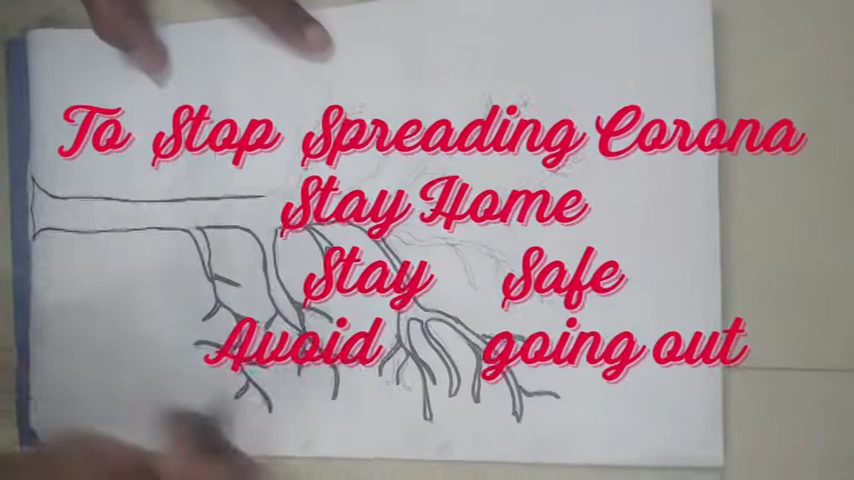 To Stop Spreading Corona
Stay Home
Stay Safe
Avoid going out